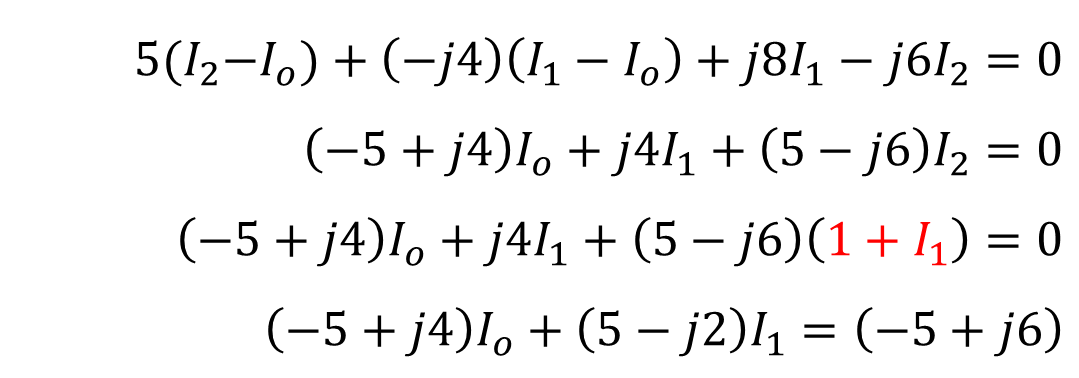 5(I₂−Iₒ) + (−j4)(I₁ − Iₒ) + j8I₁ − j6I₂ = 0
(−5 + j4)Iₒ + j4I₁ + (5 − j6)I₂ = 0
(−5 + j4)Iₒ + j4I₁ + (5 − j6)(1 + I₁) = 0
(−5 + j4)Iₒ + (5 − j2)I₁ = (−5 + j6)